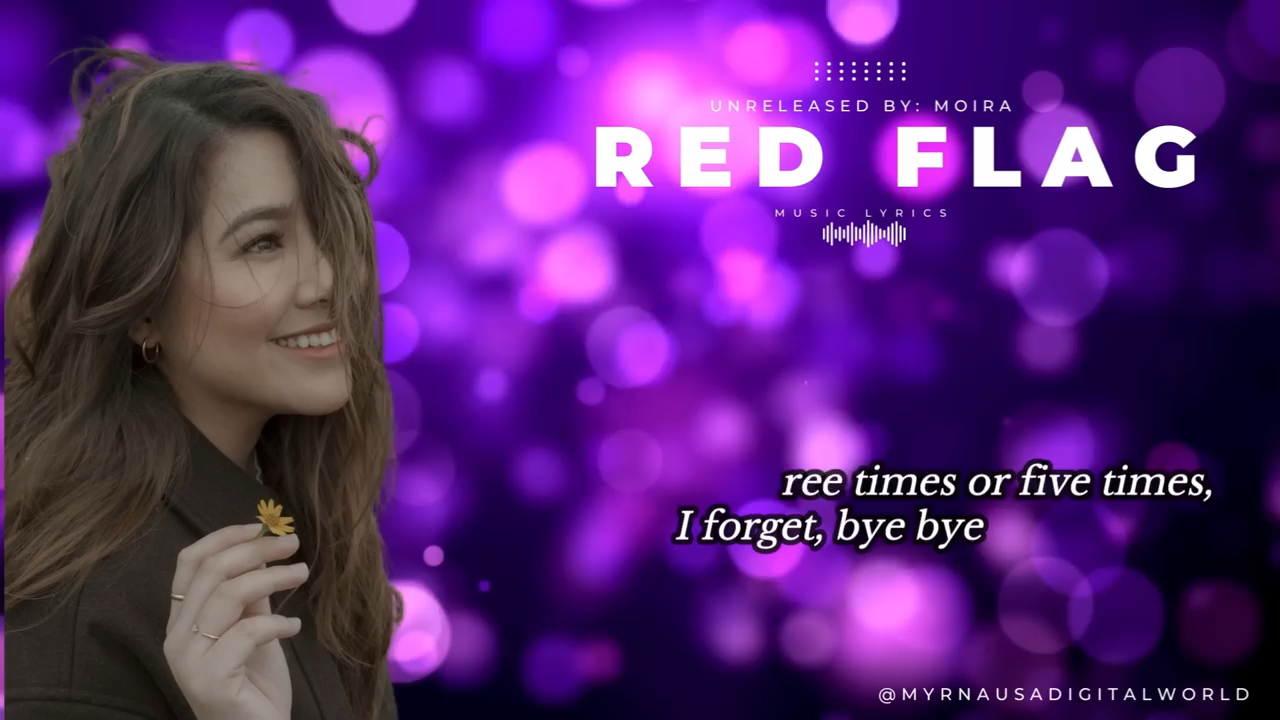 UNRELEASED BY: MOIRA
RED FLAG
MUSIC LYRICS
ree times or five times,
I forget, bye bye
@MYRNAUSADIGITALWORLD